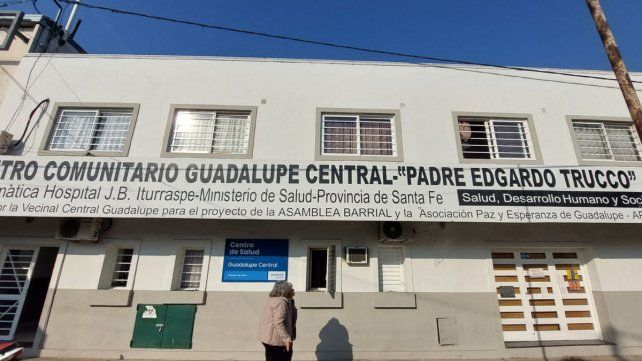 TRO COMUNITARIO GUADALUPE CENTRAL-“PADRE EDGARDO TRUCCO”
mática Hospital J.B. Iturraspe-Ministerio de Salud-Provincia de Santa Fe
Salud, Desarrollo Humano y Soc
or la Vecinal Central Guadalupe para el proyecto de la ASAMBLEA BARRIAL y la Asociación Paz y Esperanza de Guadalupe - AP
Centro
de Salud
Guadalupe Central